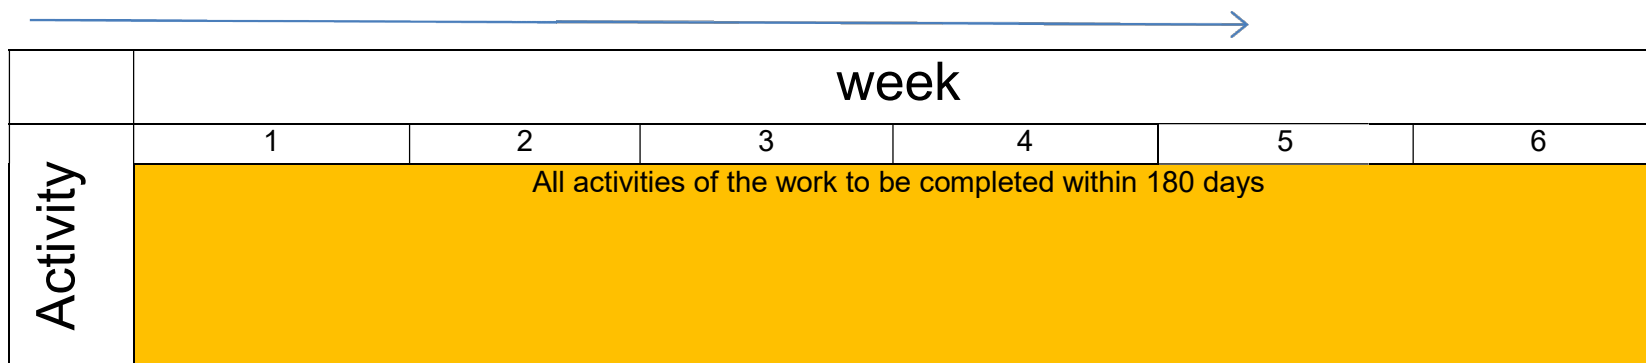 week
1 2 3 4 5 6
Activity
All activities of the work to be completed within 180 days